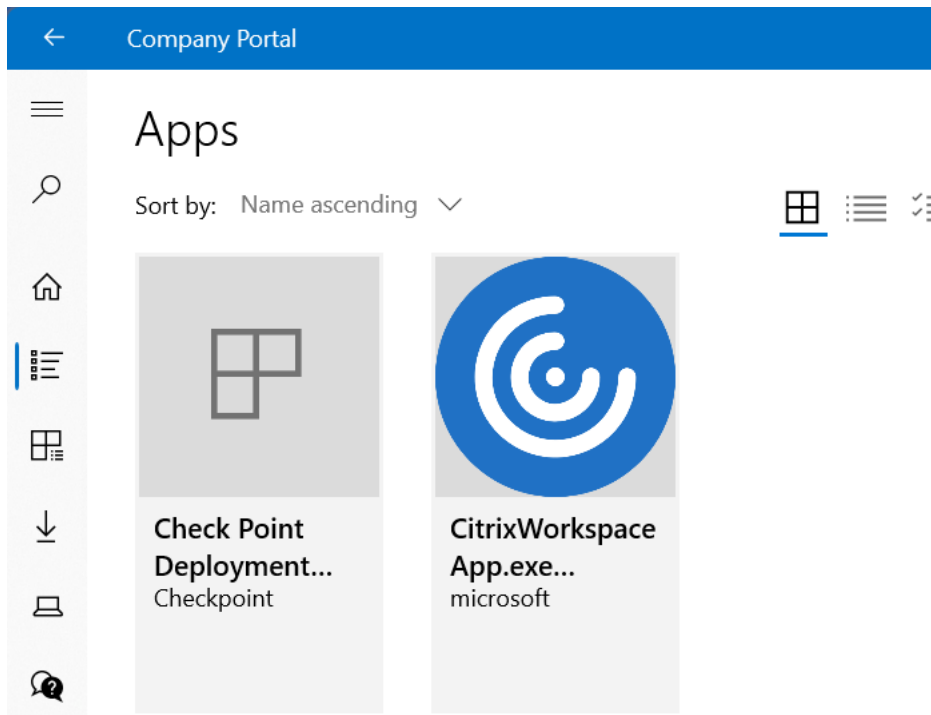 Company Portal
Apps
Sort by: Name ascending
Check Point
Deployment...
Checkpoint
CitrixWorkspace
App.exe...
microsoft